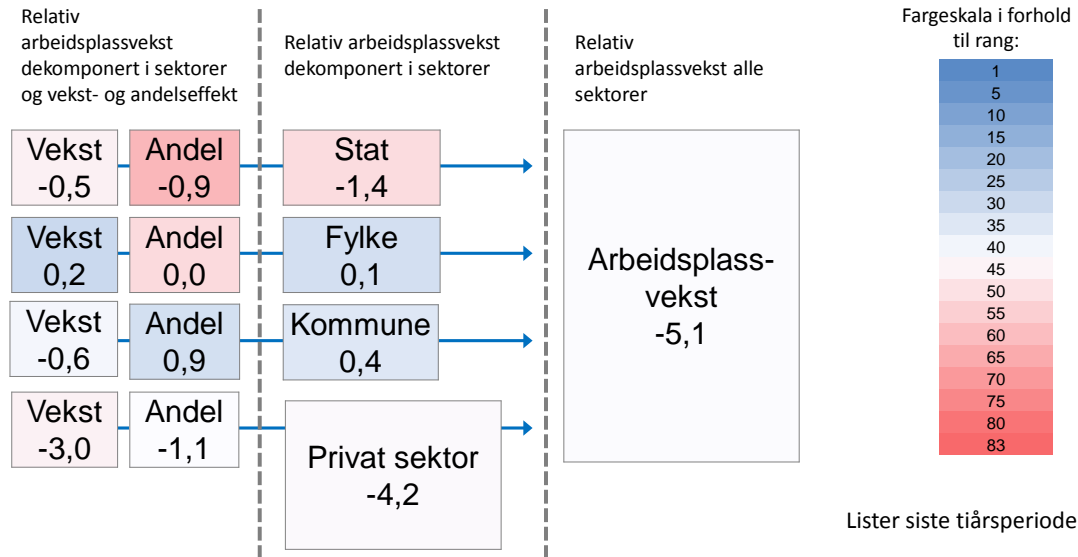 Relativ
arbeidsplassvekst
dekomponert i sektorer
og vekst- og andelseffekt
Relativ arbeidsplassvekst
dekomponert i sektorer
Relativ
arbeidsplassvekst alle
sektorer
Fargeskala i forhold
til rang:
Vekst
-0,5
Andel
-0,9
Stat
-1,4
Vekst
0,2
Andel
0,0
Fylke
0,1
Vekst
-0,6
Andel
0,9
Kommune
0,4
Vekst
-3,0
Andel
-1,1
Privat sektor
-4,2
Arbeidsplass-
vekst
-5,1
1
5
10
15
20
25
30
35
40
45
50
55
60
65
70
75
80
83
Lister siste tiårsperiode